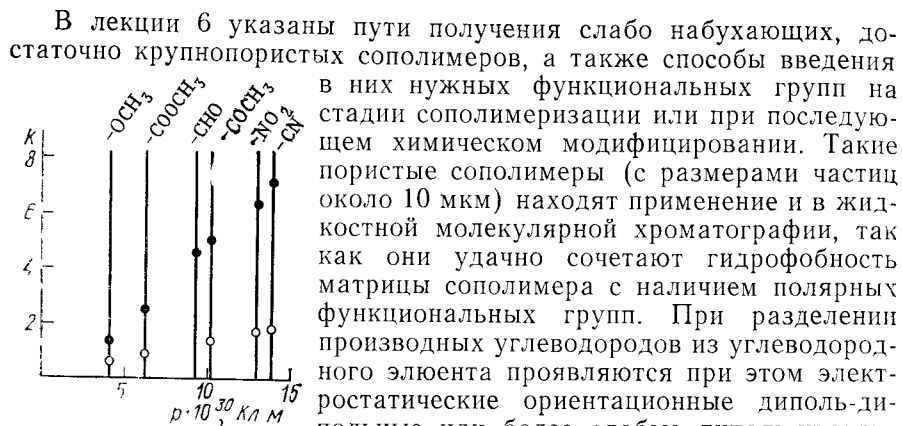 В лекции 6 указаны пути получения слабо набухающих, до-
статочно крупнопористых сополимеров, а также способы введения
в них нужных функциональных групп на
стадии сополимеризации или при последую-
щем химическом модифицировании. Такие
пористые сополимеры (с размерами частиц
около 10 мкм) находят применение и в жид-
костной молекулярной хроматографии, так
как они удачно сочетают гидрофобность
матрицы сополимера с наличием полярных
функциональных групп. При разделении
производных углеводородов из углеводород-
ного элюента проявляются при этом элект-
ростатические ориентационные диполь-ди-
польные или более слабые
-OCH3
-COOCH3
-CHO
-COCH3
-NO2
-CN
K
8
4
2
5
10
15
p·10^30, Кл м